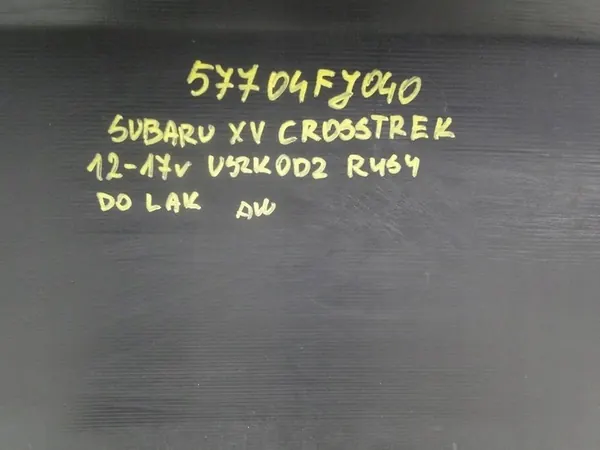 57704FJ040
SUBARU XV CROSSTREK
12-17r USZKODZ RYSY
DO LAK AW